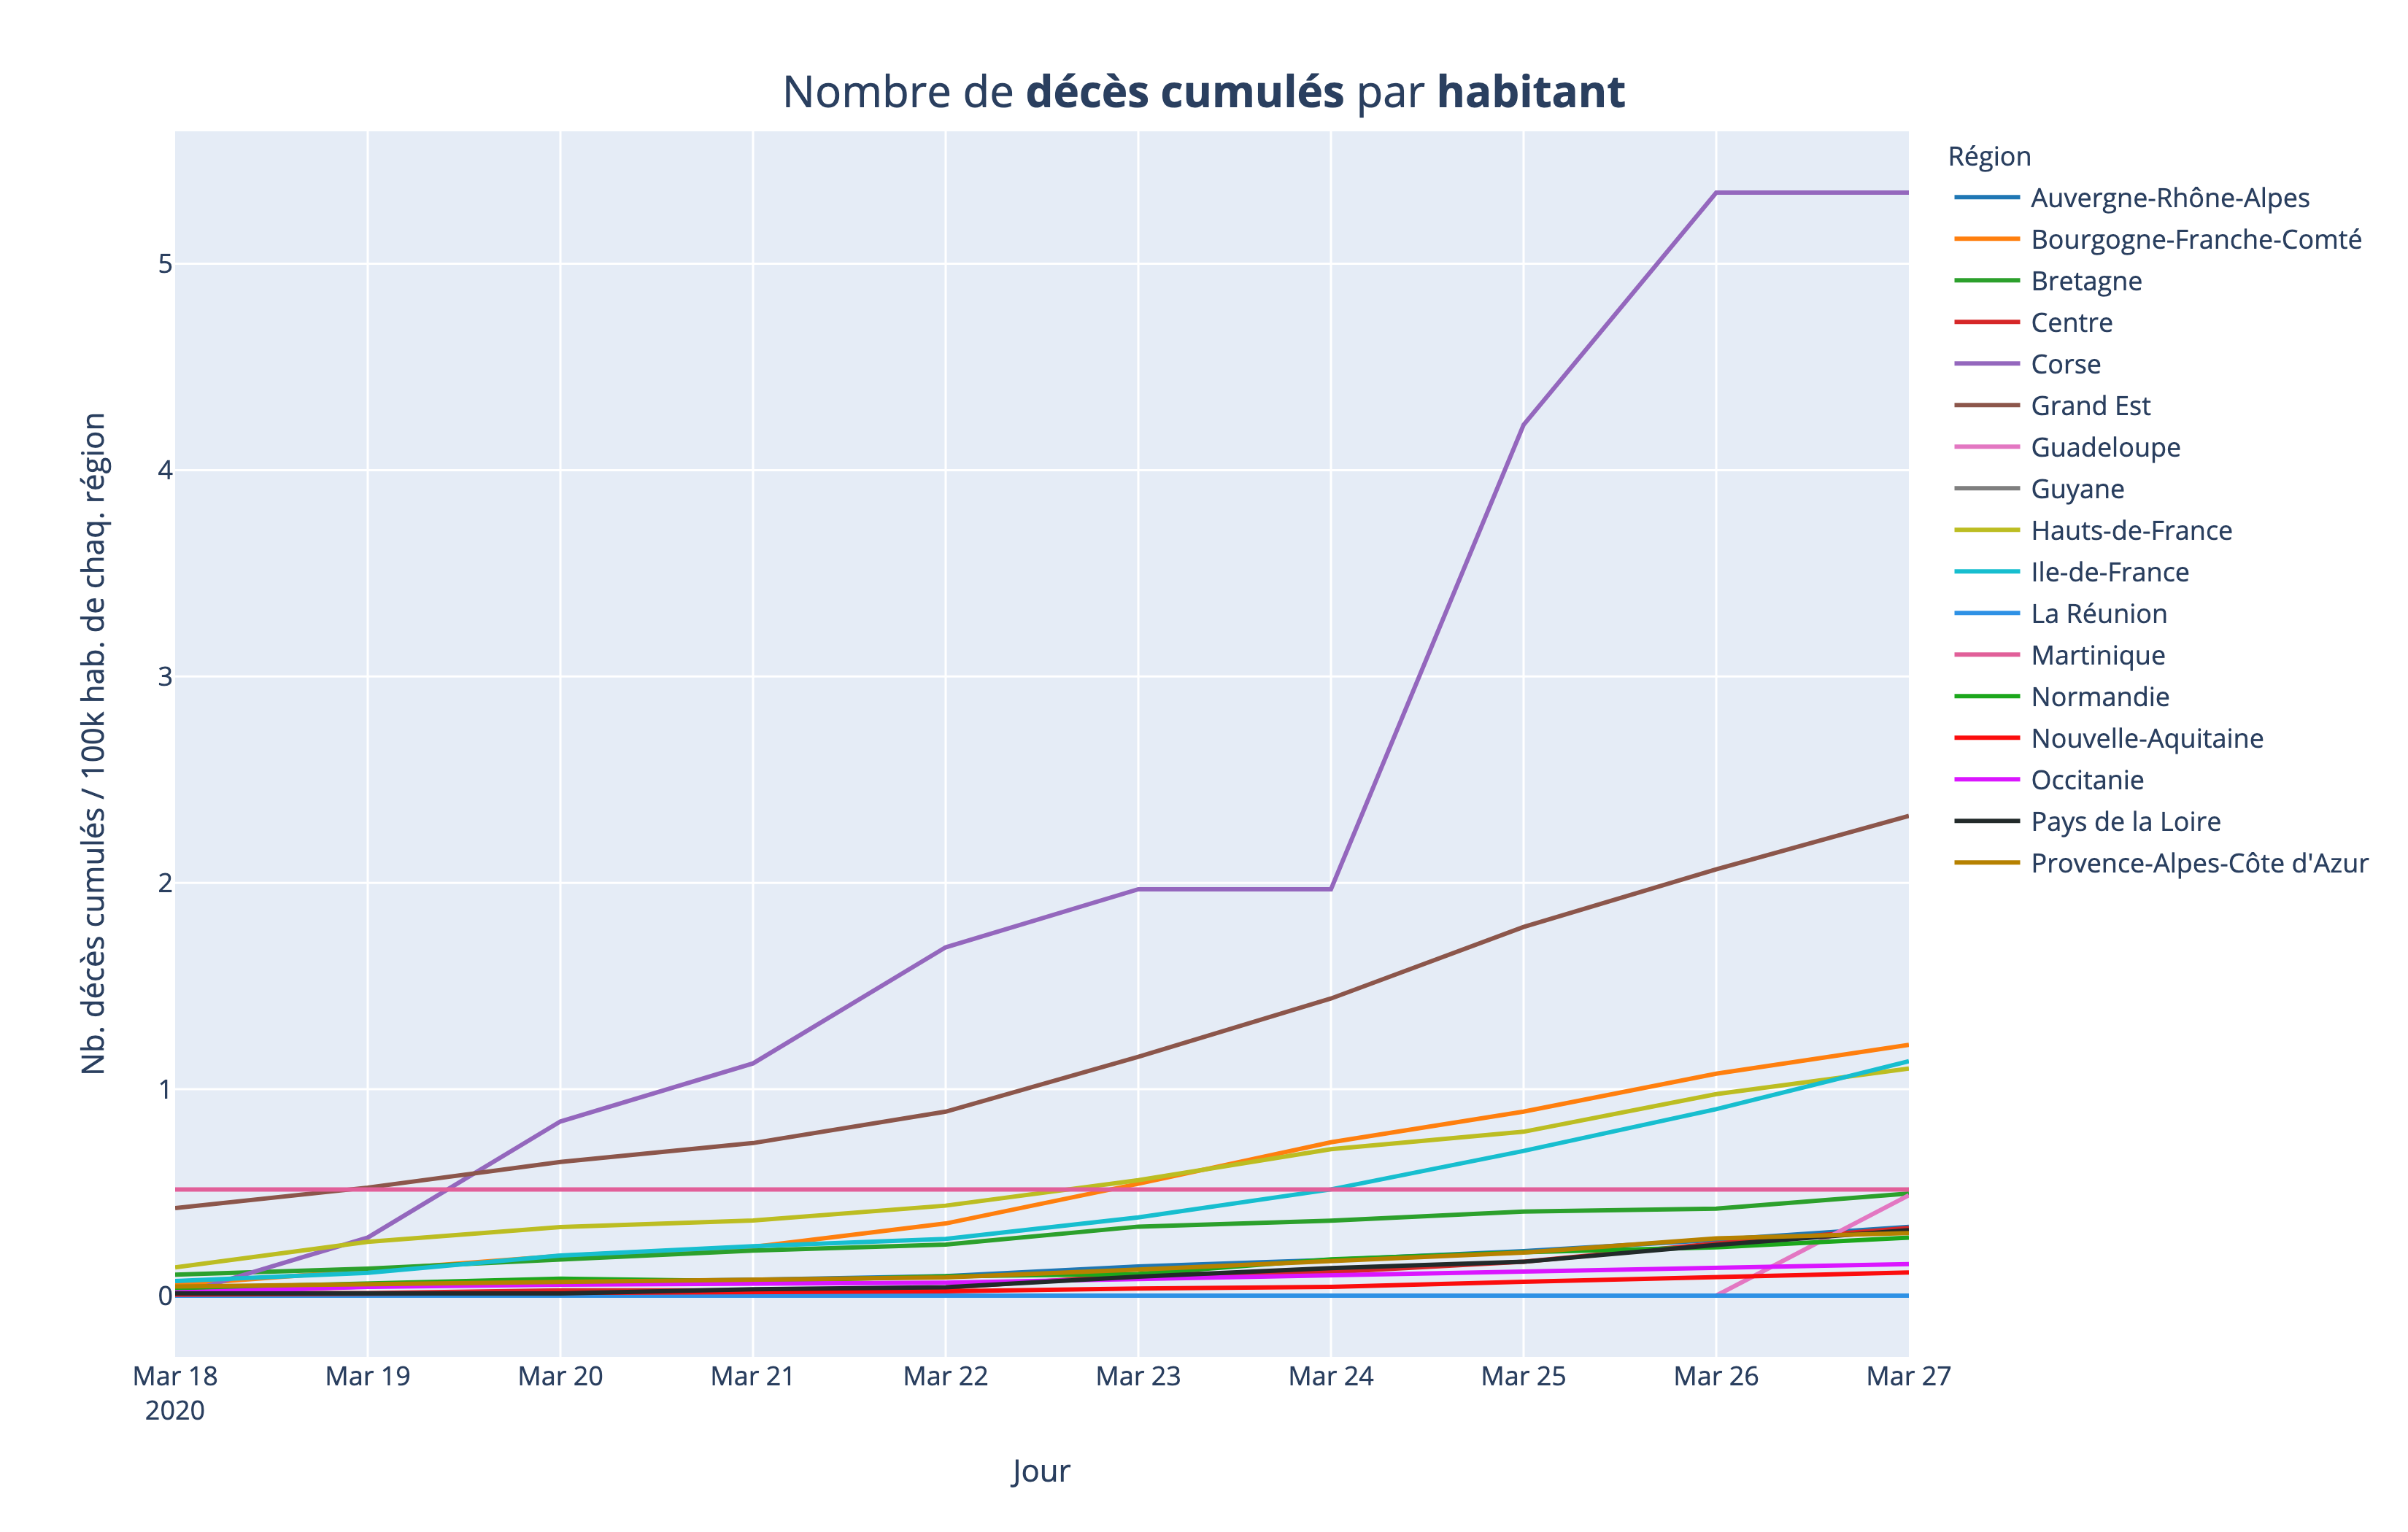 Nombre de décès cumulés par habitant
Nb. décès cumulés / 100k hab. de chaq. région
5
4
3
2
1
0
Mar 18
2020
Mar 19
Mar 20
Mar 21
Mar 22
Mar 23
Mar 24
Mar 25
Mar 26
Mar 27
Jour
Région
Auvergne-Rhône-Alpes
Bourgogne-Franche-Comté
Bretagne
Centre
Corse
Grand Est
Guadeloupe
Guyane
Hauts-de-France
Ile-de-France
La Réunion
Martinique
Normandie
Nouvelle-Aquitaine
Occitanie
Pays de la Loire
Provence-Alpes-Côte d'Azur